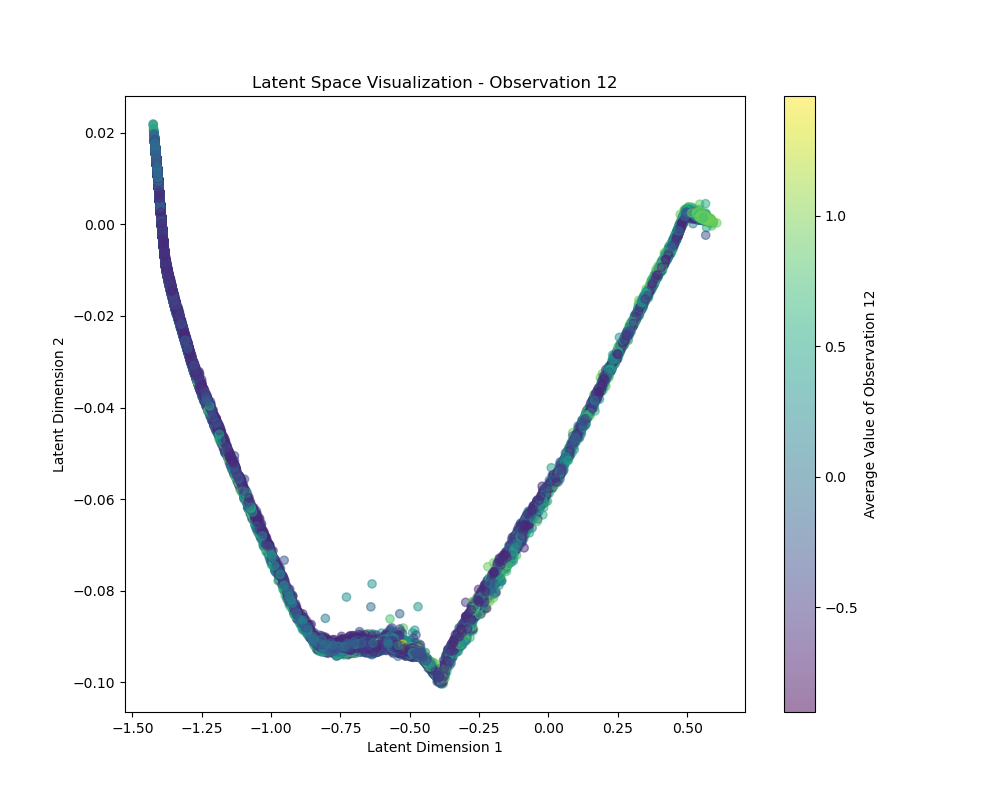 Latent Space Visualization - Observation 12
0.02
0.00
−0.02
−0.04
−0.06
−0.08
−0.10
Latent Dimension 2
−1.50 −1.25 −1.00 −0.75 −0.50 −0.25 0.00 0.25 0.50
Latent Dimension 1
1.0
0.5
0.0
−0.5
Average Value of Observation 12